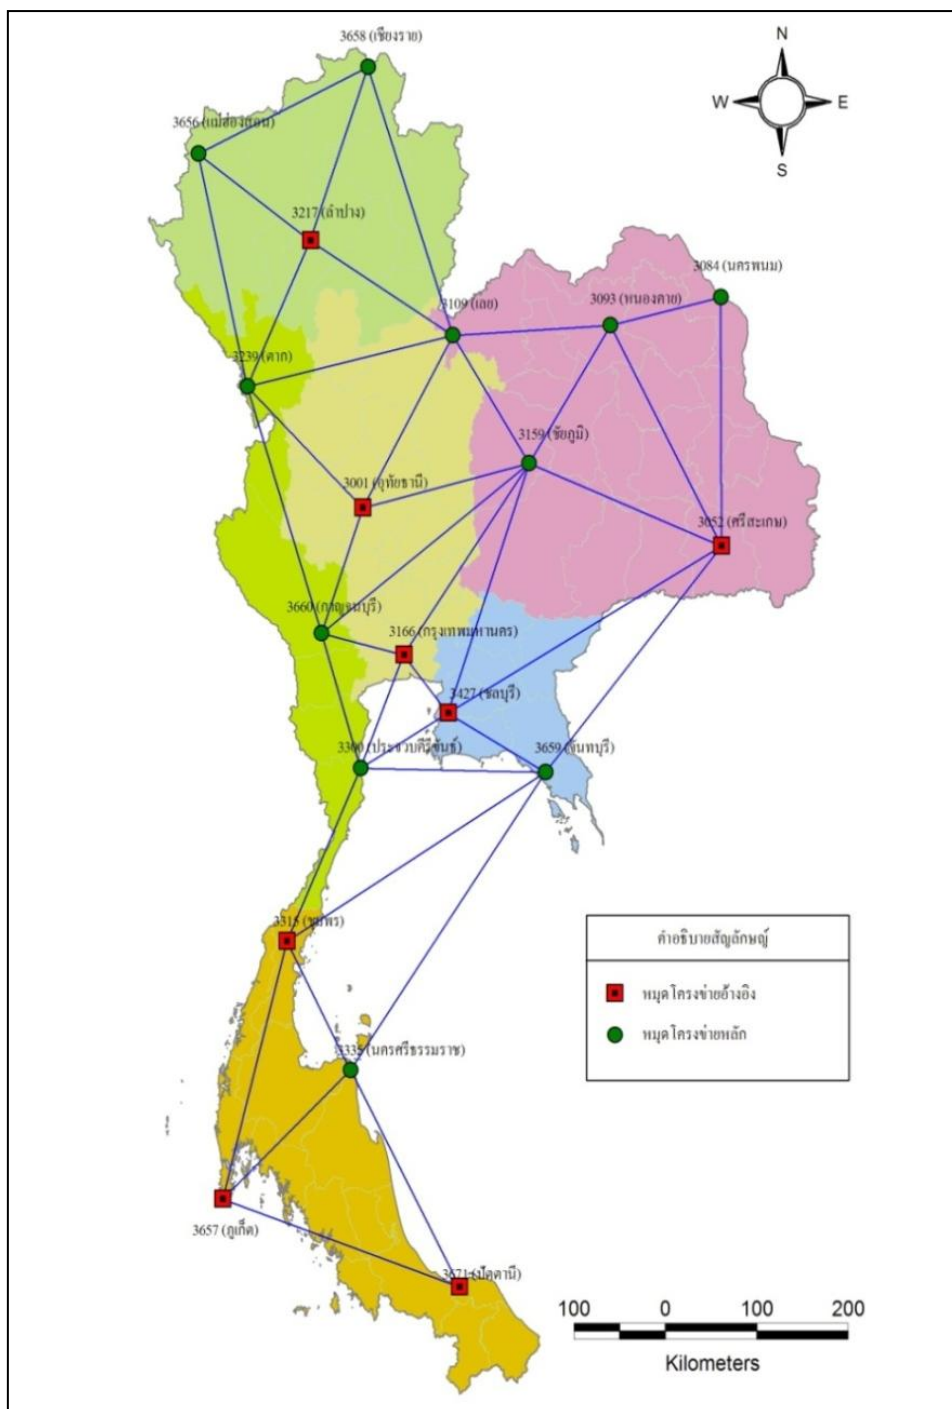 N
3658 (เชียงราย)
W E
3656 (แม่ฮ่องสอน)
S
3217 (ลำปาง)
3084 (นครพนม)
3093 (หนองคาย)
3109 (เลย)
3239 (ตาก)
3159 (ชัยภูมิ)
3001 (อุทัยธานี)
3052 (ศรีสะเกษ)
3660 (กาญจนบุรี)
3166 (กรุงเทพมหานคร)
3427 (ชลบุรี)
3300 (ประจวบคีรีขันธ์)
3659 (จันทบุรี)
3315 (ชุมพร)
คำอธิบายสัญลักษณ์
หมุดโครงข่ายอ้างอิง
หมุดโครงข่ายหลัก
3335 (นครศรีธรรมราช)
3657 (ภูเก็ต)
3671 (ปัตตานี)
100 0 100 200
Kilometers